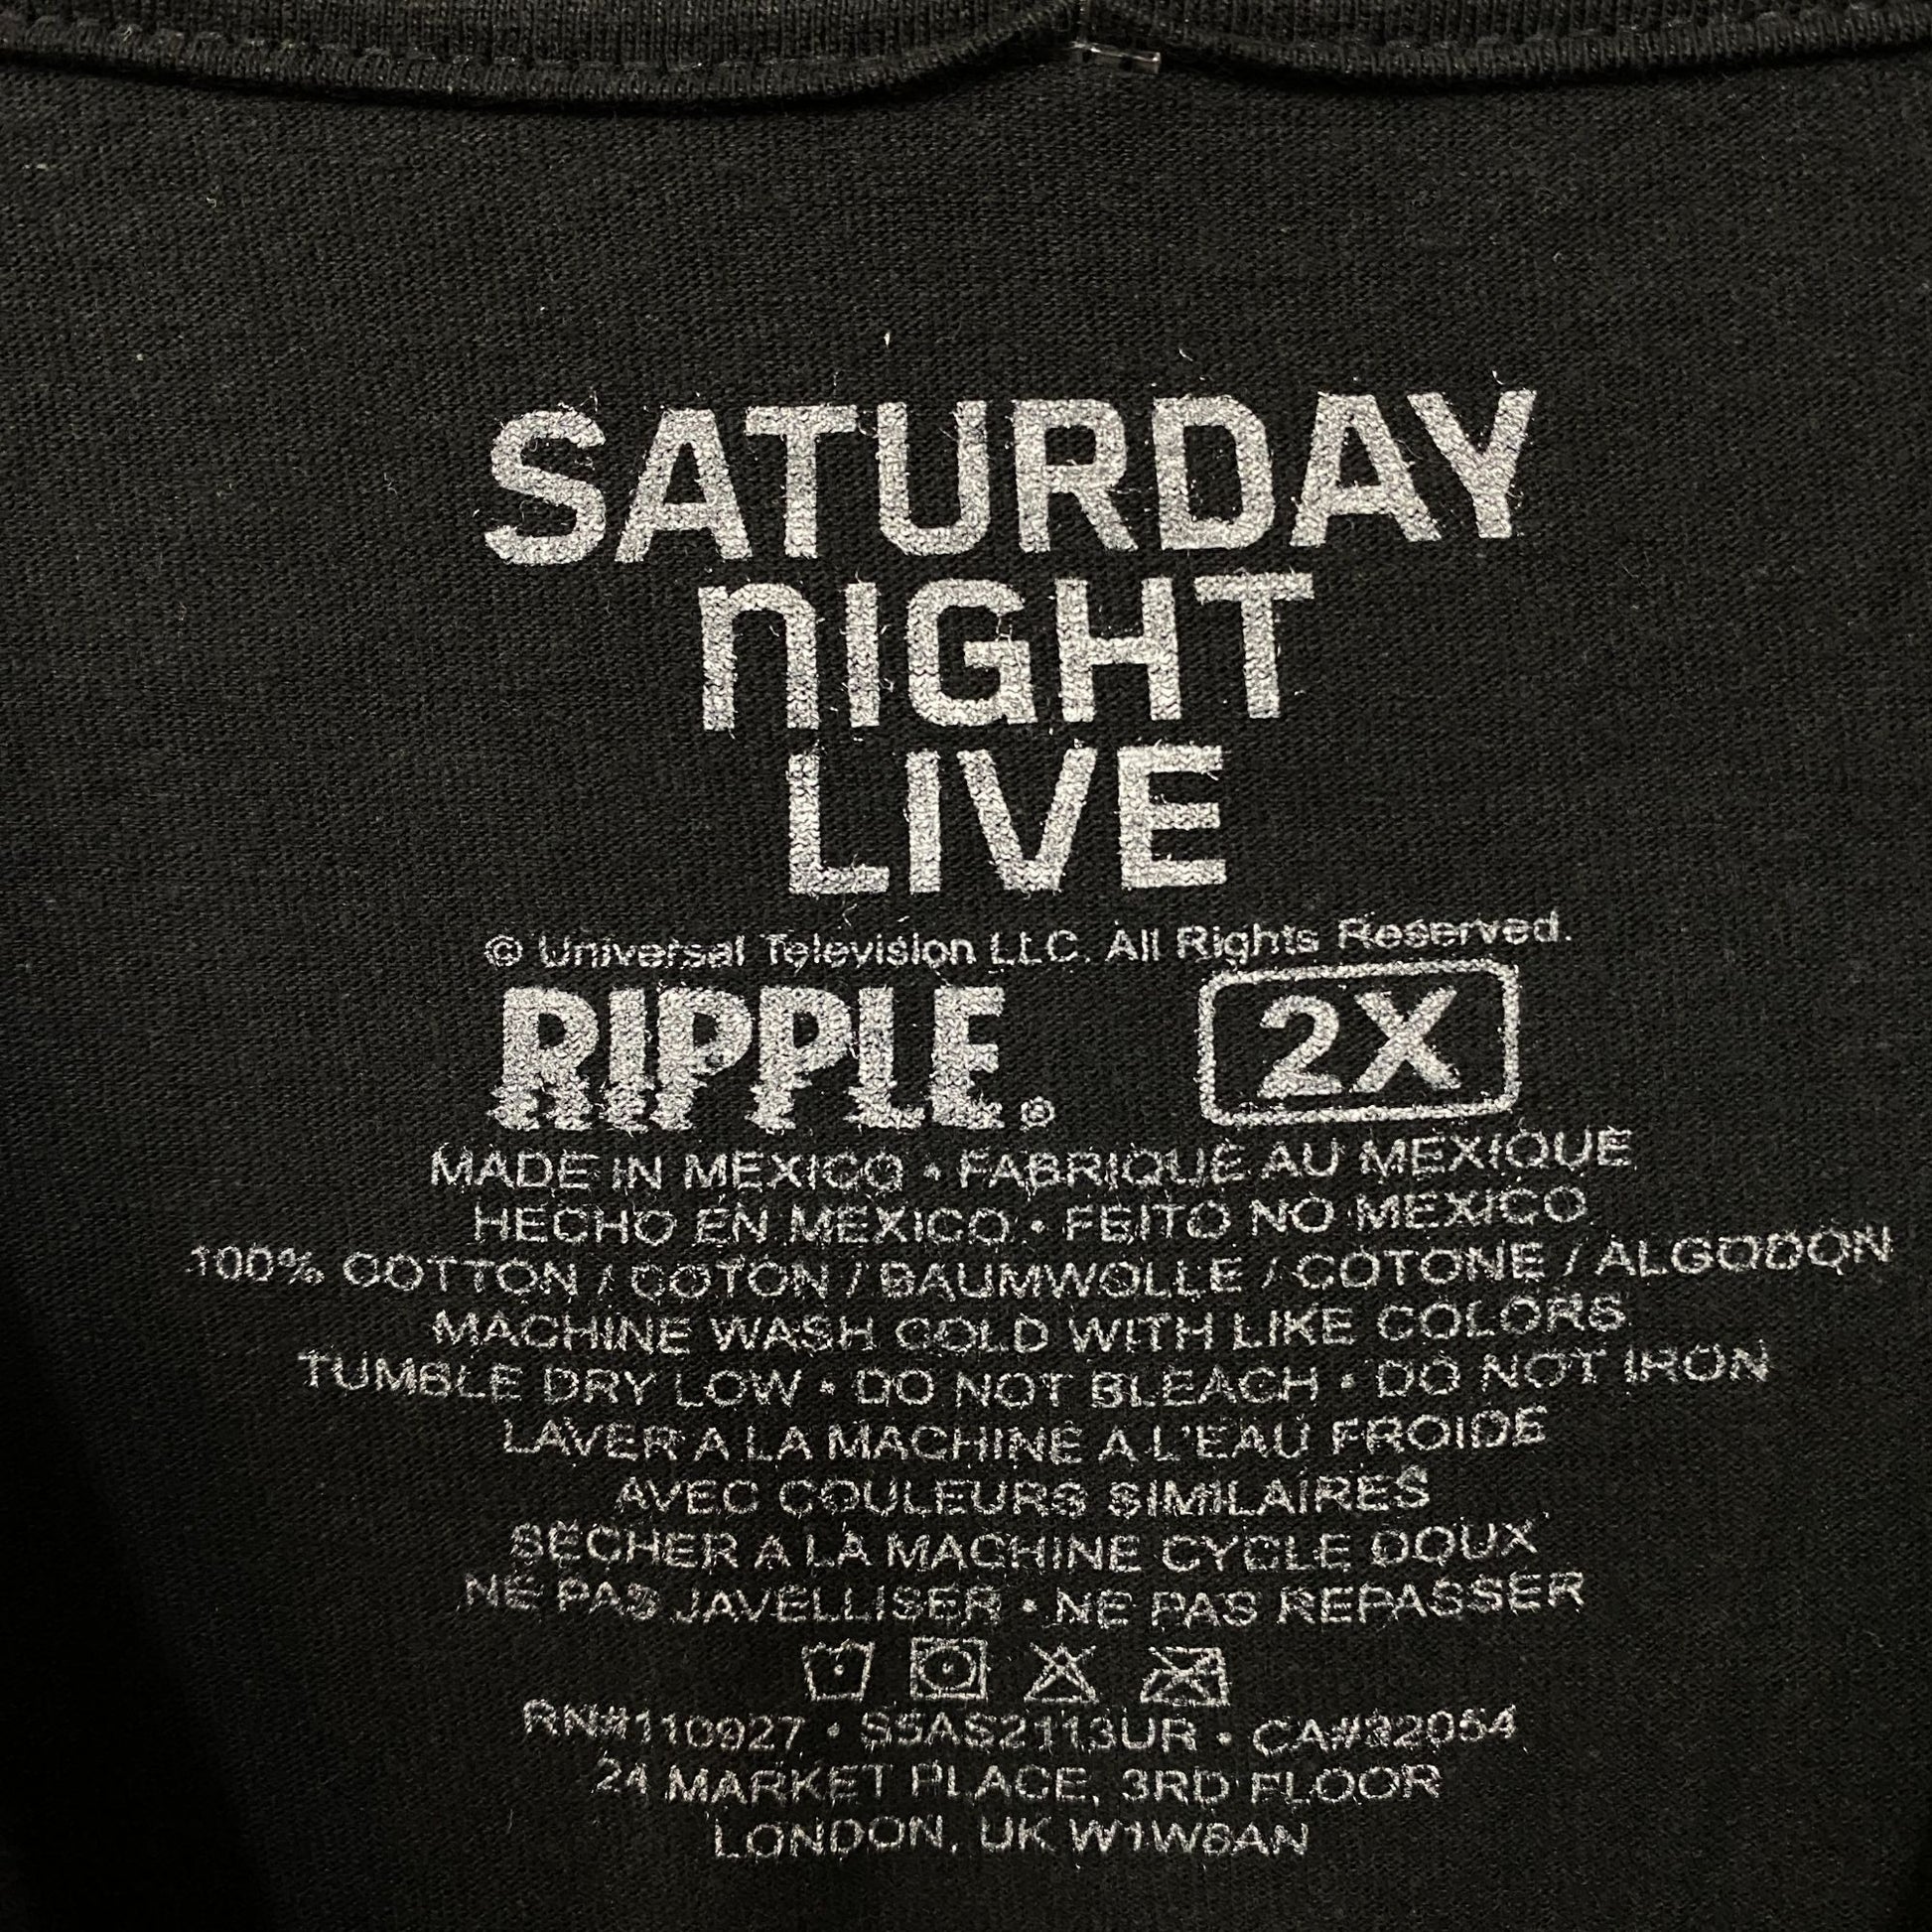 SATURDAY
NIGHT
LIVE
© Universal Television LLC. All Rights Reserved.
RIPPLE.® 2X
MADE IN MEXICO • FABRIQUE AU MEXIQUE
HECHO EN MEXICO • FEITO NO MEXICO
100% COTTON / COTON / BAUMWOLLE / COTONE / ALGODON
MACHINE WASH COLD WITH LIKE COLORS
TUMBLE DRY LOW • DO NOT BLEACH • DO NOT IRON
LAVER A LA MACHINE A L'EAU FROIDE
AVEC COULEURS SIMILAIRES
SECHER A LA MACHINE CYCLE DOUX
NE PAS JAVELLISER • NE PAS REPASSER
RN#110927 • S5AS2113UR • CA#32054
24 MARKET PLACE, 3RD FLOOR
LONDON, UK W1W8AN